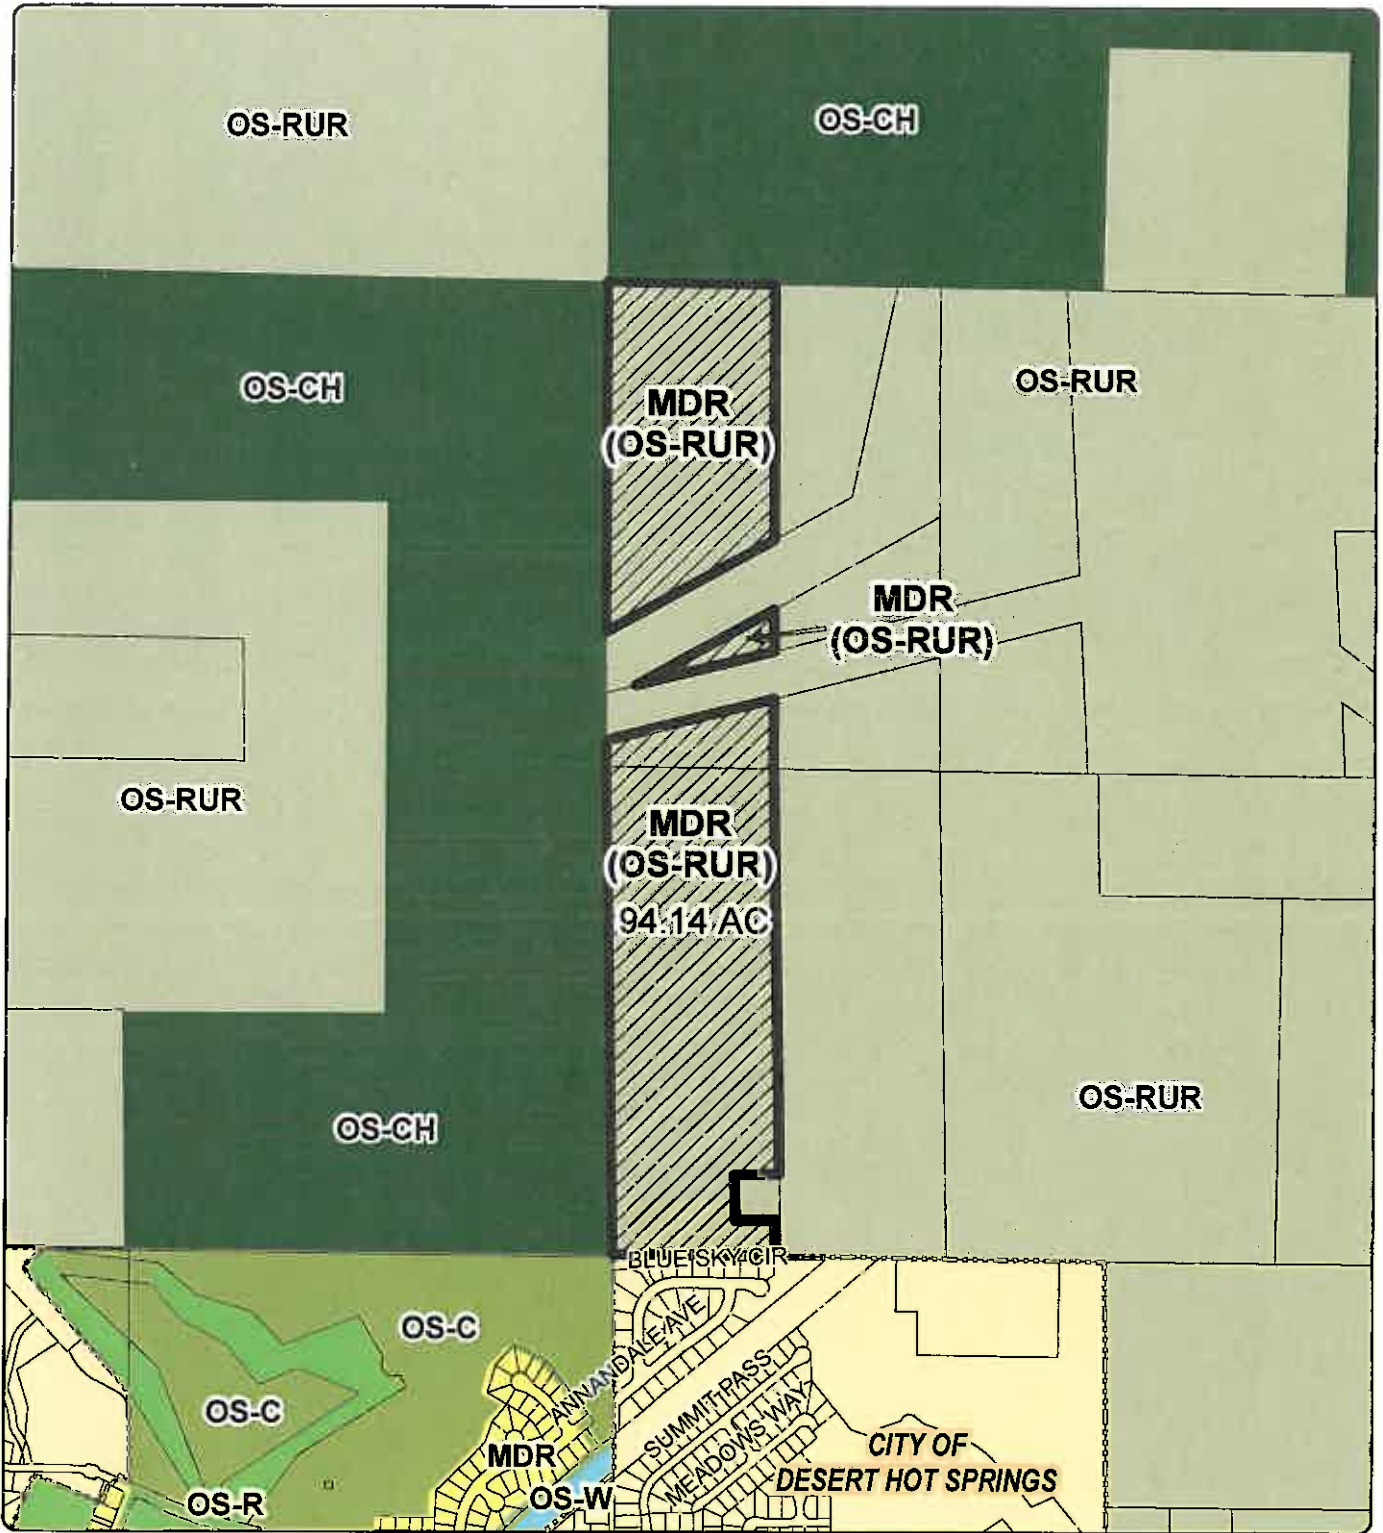 OS-RUR
OS-CH
OS-CH
MDR
(OS-RUR)
OS-RUR
MDR
(OS-RUR)
OS-RUR
MDR
(OS-RUR)
94.14 AC
OS-CH
OS-RUR
BLUE SKY CIR
OS-C
ANNANDALE AVE
SUMMIT PASS
MEADOWS WAY
OS-C
MDR
CITY OF
DESERT HOT SPRINGS
OS-R
OS-W